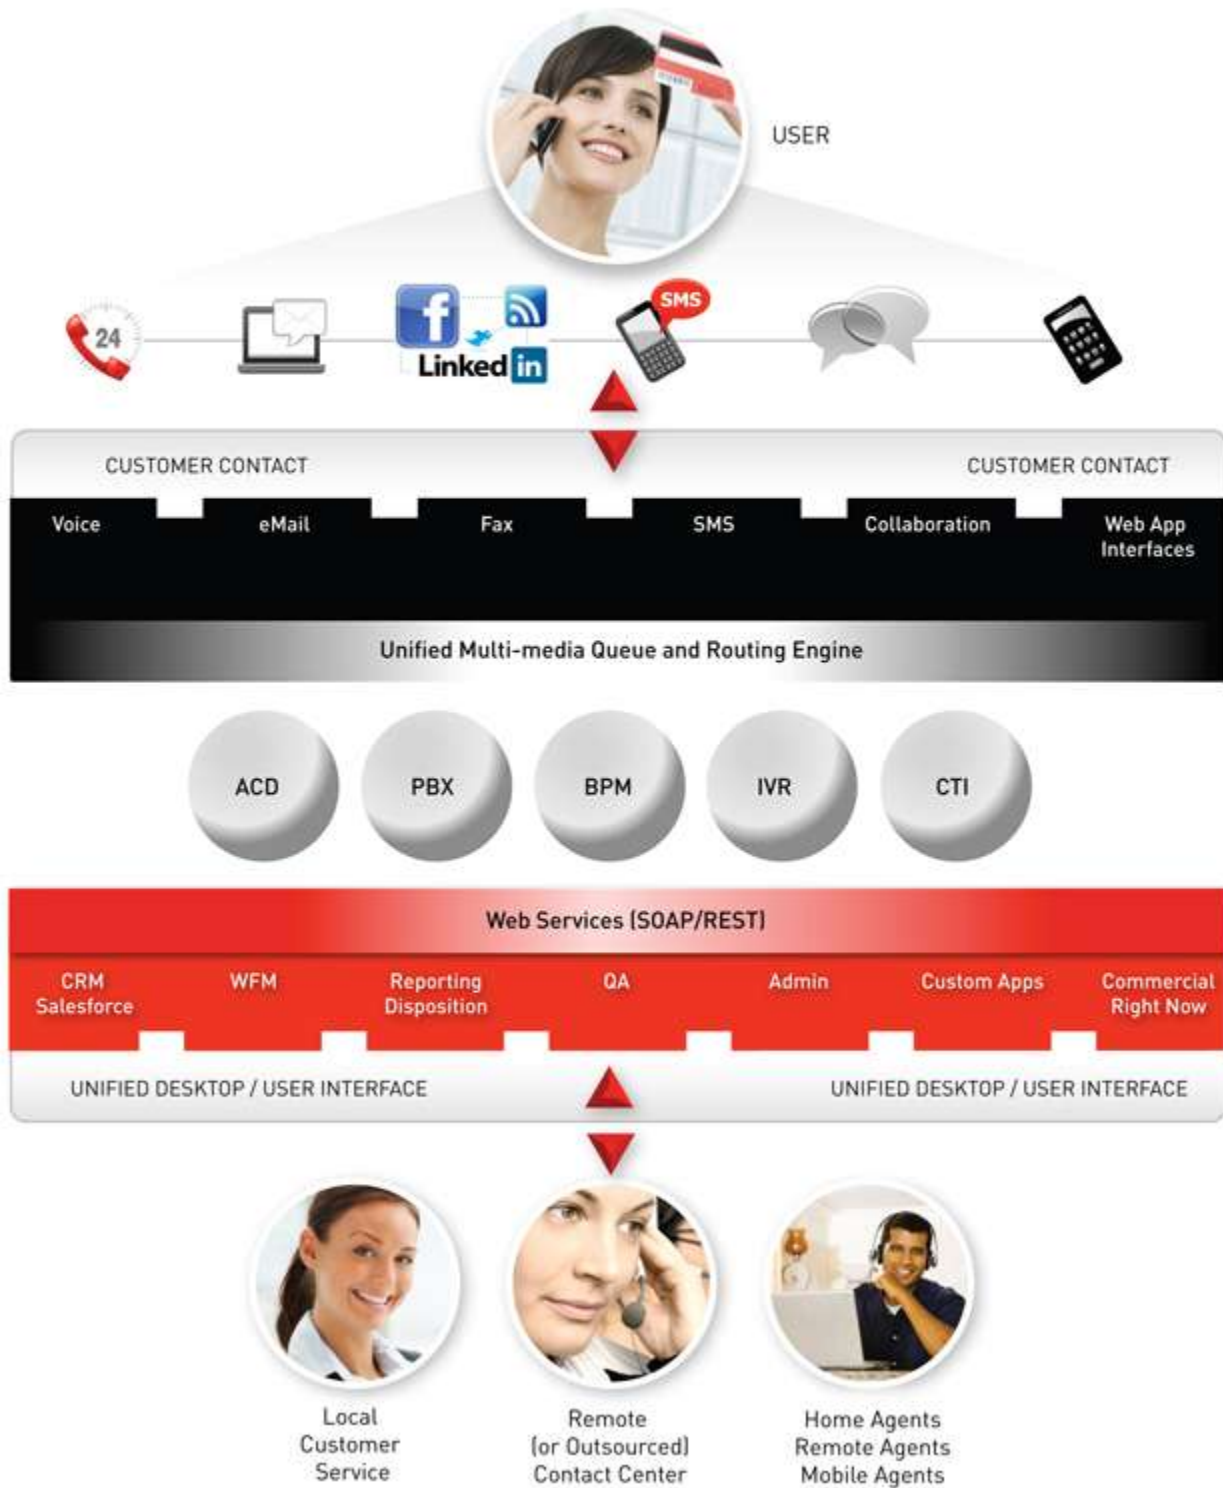 USER
24
f
SMS
Linked in
CUSTOMER CONTACT CUSTOMER CONTACT
Voice eMail Fax SMS Collaboration Web App
Interfaces
Unified Multi-media Queue and Routing Engine
ACD PBX BPM IVR CTI
Web Services (SOAP/REST)
CRM WFM Reporting QA Admin Custom Apps Commercial
Salesforce Disposition Right Now
UNIFIED DESKTOP / USER INTERFACE UNIFIED DESKTOP / USER INTERFACE
Local Remote Home Agents
Customer (or Outsourced) Remote Agents
Service Contact Center Mobile Agents